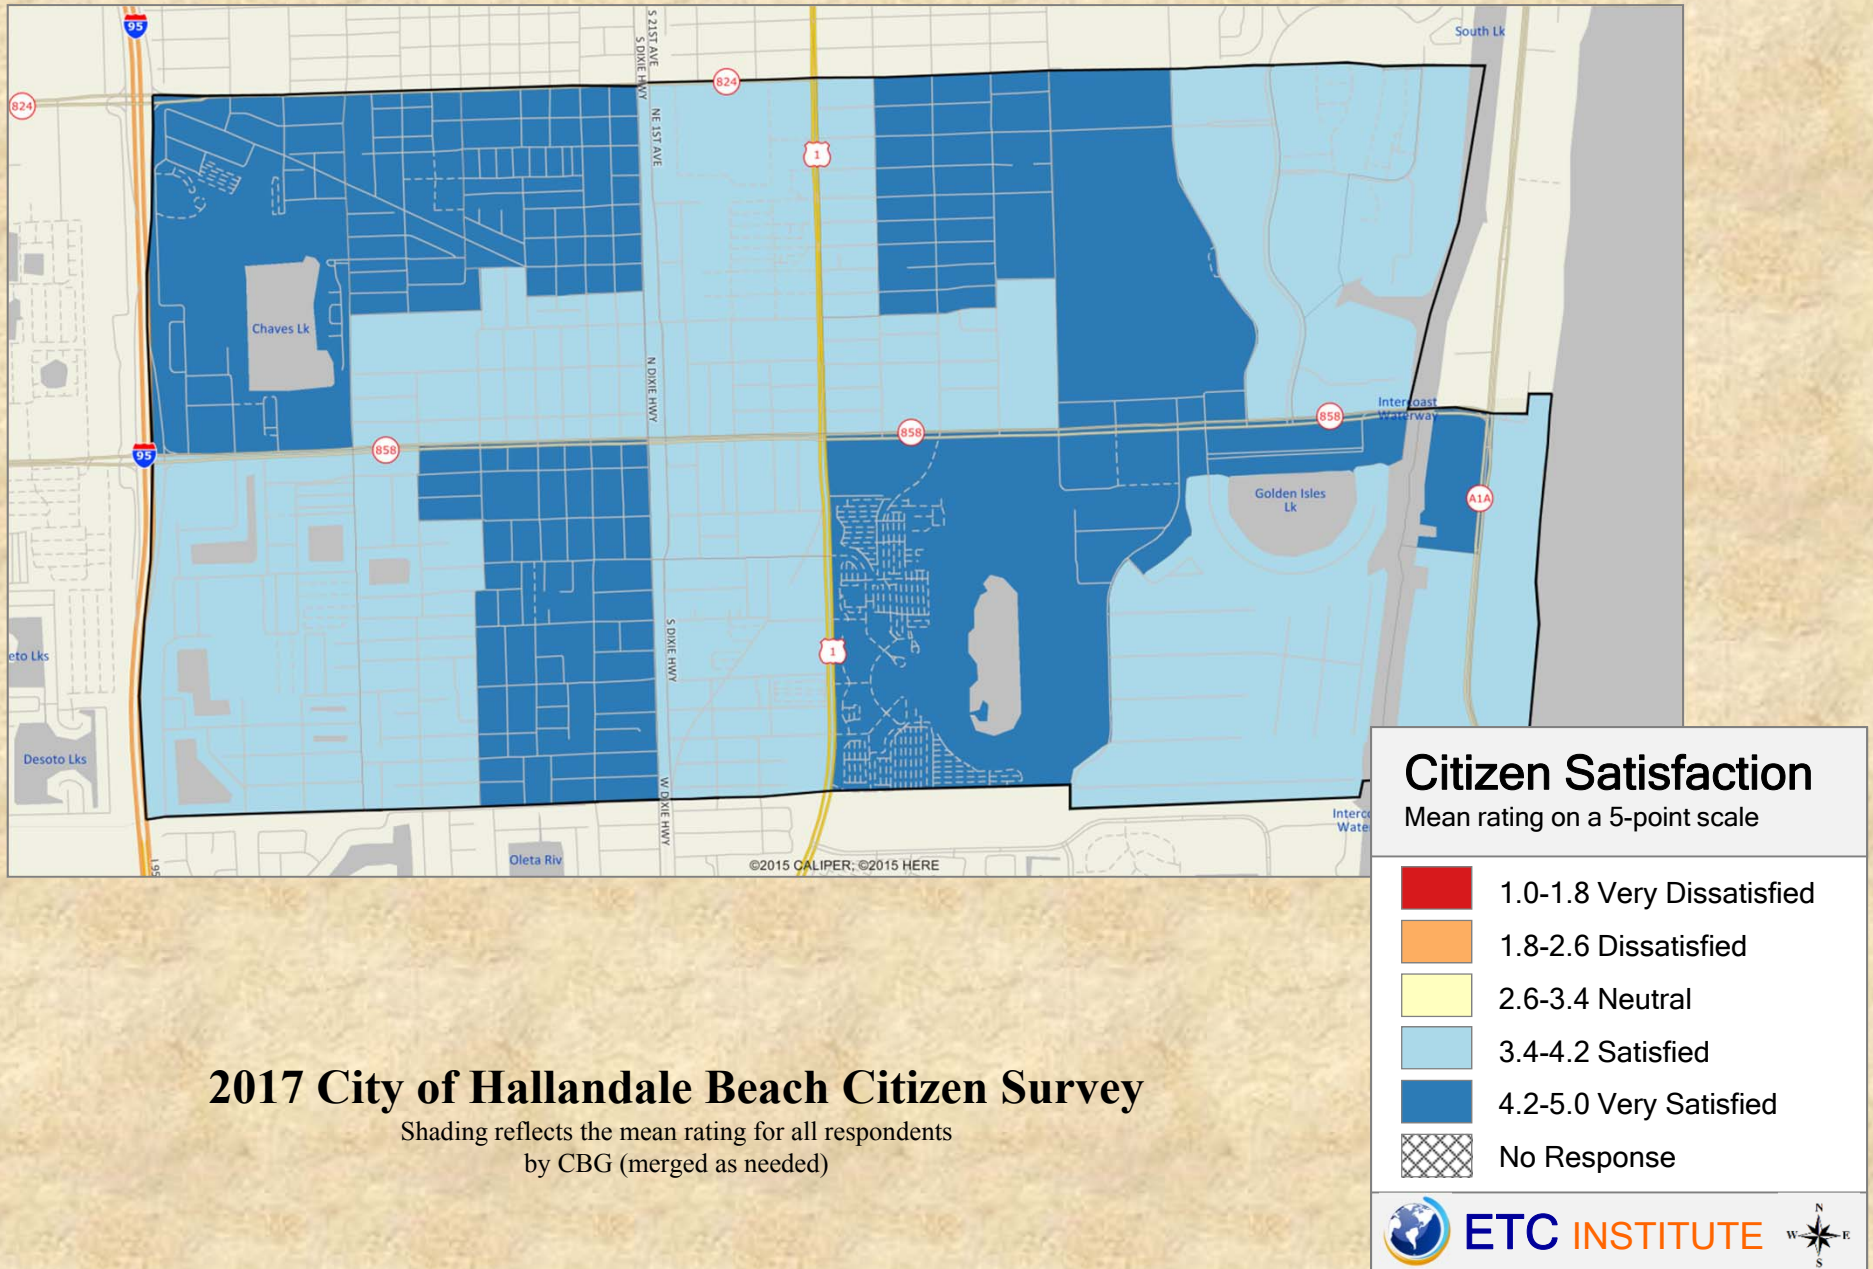 95
S 21ST AVE
S DIXIE HWY
South Lk
824
824
NE 1ST AVE
1
Chaves Lk
N DIXIE HWY
Intercoast
Waterway
858
858
858
95
Golden Isles
Lk
A1A
S DIXIE HWY
1
eto Lks
Desoto Lks
W DIXIE HWY
Interco
Wate
Oleta Riv
I 95
©2015 CALIPER; ©2015 HERE
Citizen Satisfaction
Mean rating on a 5-point scale
1.0-1.8 Very Dissatisfied
1.8-2.6 Dissatisfied
2.6-3.4 Neutral
3.4-4.2 Satisfied
4.2-5.0 Very Satisfied
No Response
2017 City of Hallandale Beach Citizen Survey
Shading reflects the mean rating for all respondents
by CBG (merged as needed)
ETC INSTITUTE
N
W E
S